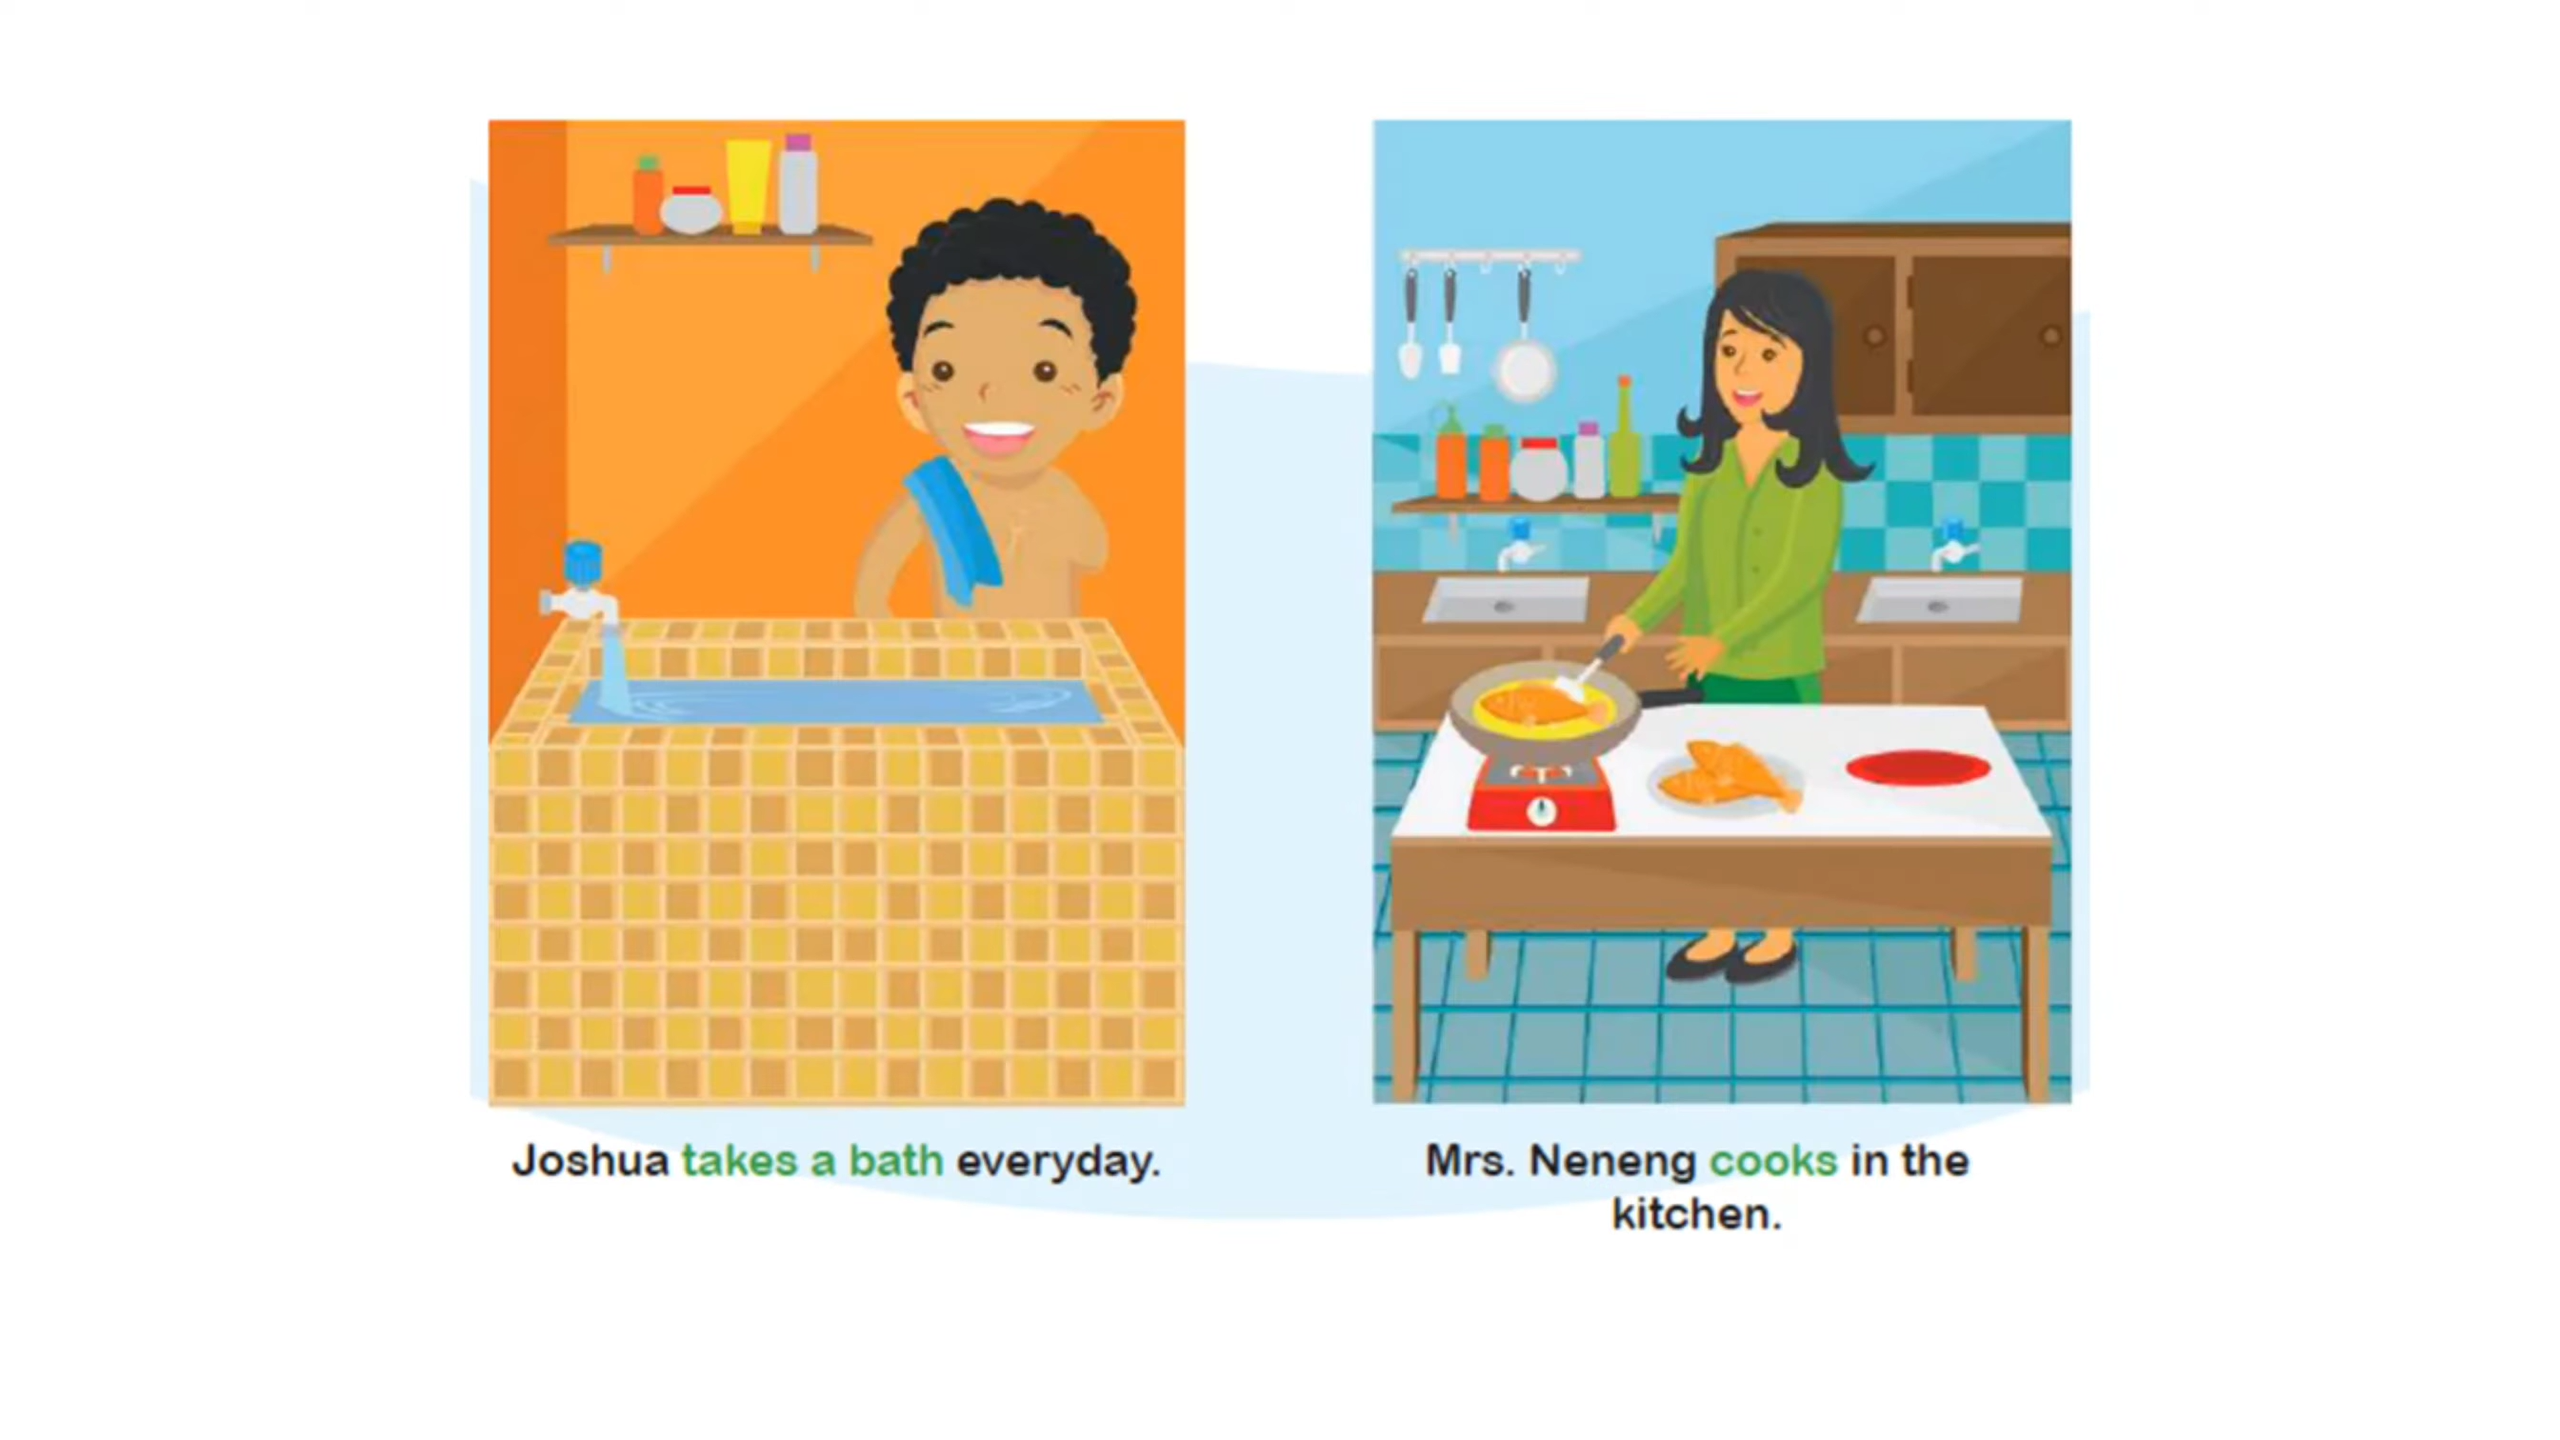 Joshua takes a bath everyday.
Mrs. Neneng cooks in the
kitchen.